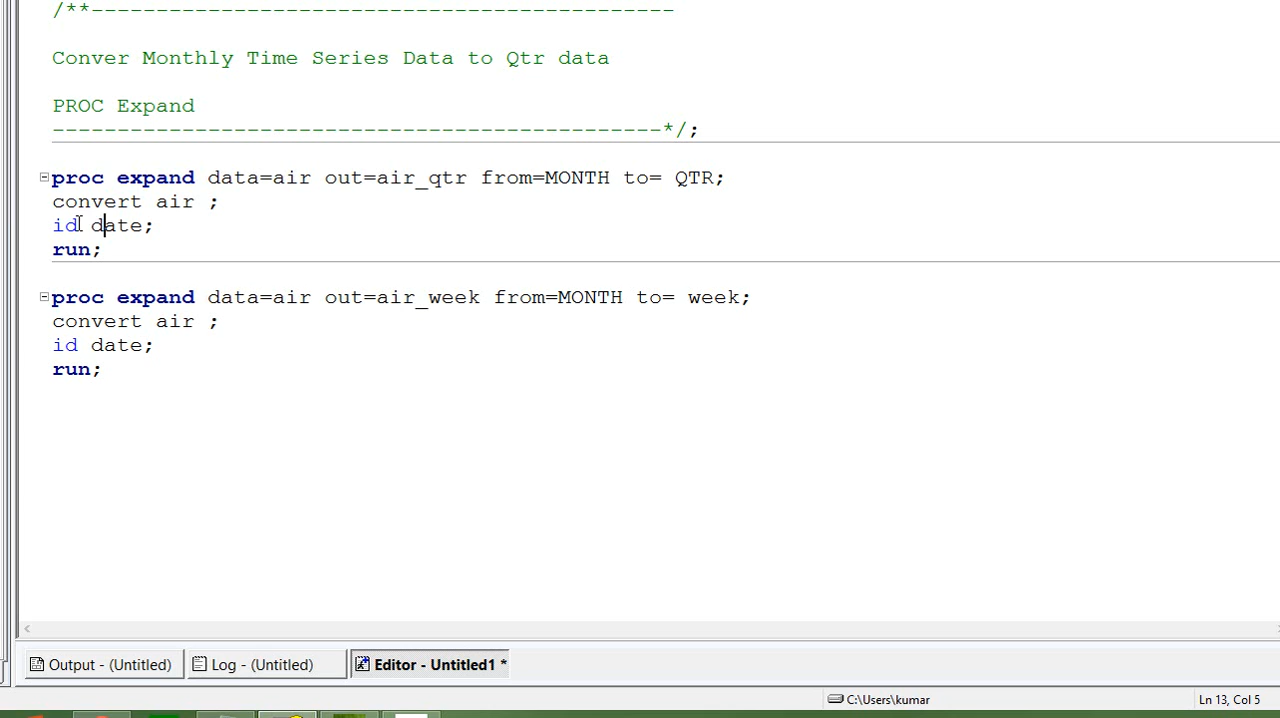 /**---------------------------------------------
Conver Monthly Time Series Data to Qtr data
PROC Expand
-----------------------------------------------*/;
proc expand data=air out=air_qtr from=MONTH to= QTR;
convert air ;
id date;
run;
proc expand data=air out=air_week from=MONTH to= week;
convert air ;
id date;
run;
Output - (Untitled) Log - (Untitled) Editor - Untitled1 *
C:\Users\kumar Ln 13, Col 5